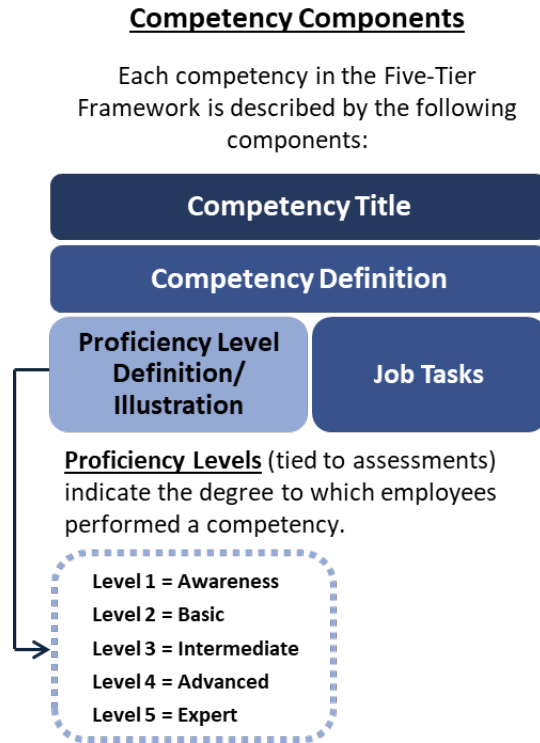 Competency Components
Each competency in the Five-Tier
Framework is described by the following
components:
Competency Title
Competency Definition
Proficiency Level
Definition/
Illustration
Job Tasks
Proficiency Levels (tied to assessments)
indicate the degree to which employees
performed a competency.
Level 1 = Awareness
Level 2 = Basic
Level 3 = Intermediate
Level 4 = Advanced
Level 5 = Expert